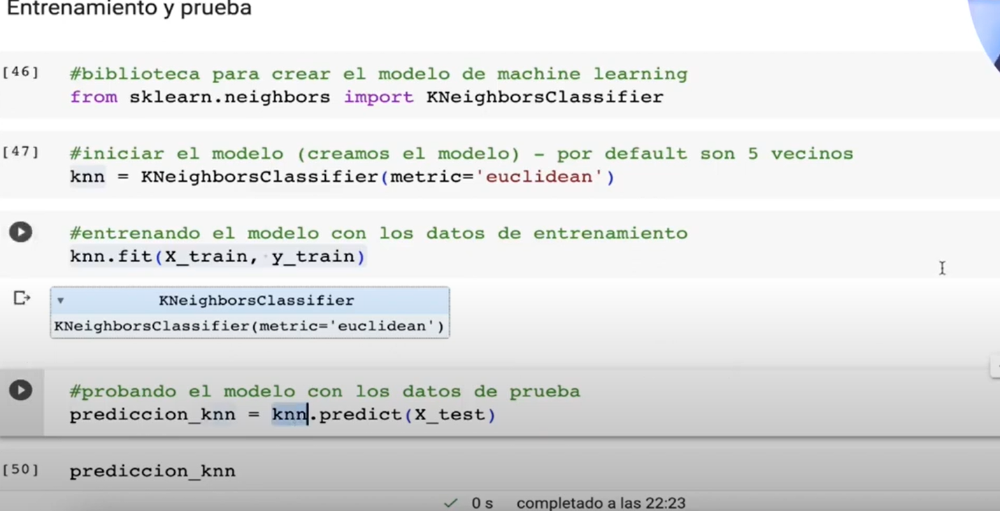 Entrenamiento y prueba
[46] #biblioteca para crear el modelo de machine learning
from sklearn.neighbors import KNeighborsClassifier
[47] #iniciar el modelo (creamos el modelo) – por default son 5 vecinos
knn = KNeighborsClassifier(metric='euclidean')
#entrenando el modelo con los datos de entrenamiento
knn.fit(X_train, y_train)
KNeighborsClassifier
KNeighborsClassifier(metric='euclidean')
#probando el modelo con los datos de prueba
prediccion_knn = knn.predict(X_test)
[50] prediccion_knn
0 s completado a las 22:23